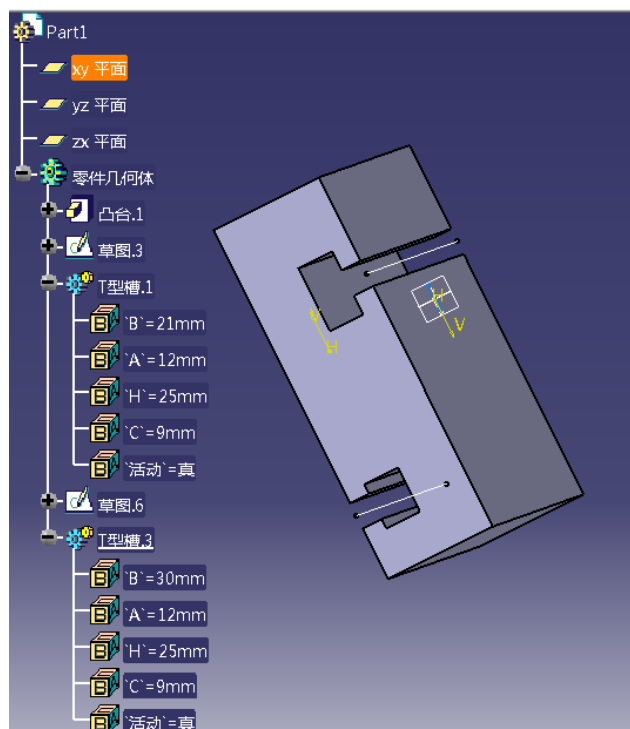 Part1
xy 平面
yz 平面
zx 平面
零件几何体
凸台.1
草图.3
T型槽.1
`B`=21mm
`A`=12mm
`H`=25mm
`C`=9mm
`活动`=真
草图.6
T型槽.3
`B`=30mm
`A`=12mm
`H`=25mm
`C`=9mm
`活动`=真
H
V
V
H